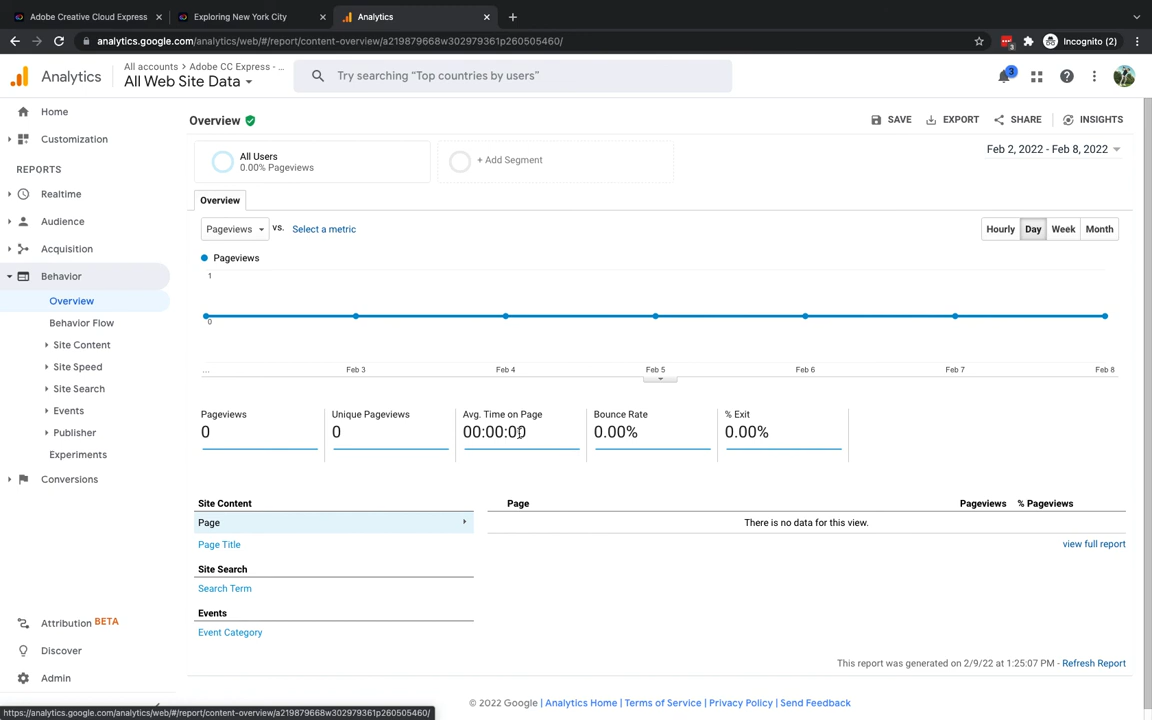 Adobe Creative Cloud Express
Exploring New York City
Analytics
analytics.google.com/analytics/web/#/report/content-overview/a219879668w302979361p260505460/
3
Incognito (2)
Analytics
All accounts > Adobe CC Express - ...
All Web Site Data
Try searching “Top countries by users”
3
Home
Customization
REPORTS
Realtime
Audience
Acquisition
Behavior
Overview
Behavior Flow
Site Content
Site Speed
Site Search
Events
Publisher
Experiments
Conversions
Attribution BETA
Discover
Admin
Overview
SAVE
EXPORT
SHARE
INSIGHTS
All Users
0.00% Pageviews
+ Add Segment
Feb 2, 2022 - Feb 8, 2022
Overview
Pageviews
vs.
Select a metric
Hourly
Day
Week
Month
Pageviews
1
0
...
Feb 3
Feb 4
Feb 5
Feb 6
Feb 7
Feb 8
Pageviews
0
Unique Pageviews
0
Avg. Time on Page
00:00:00
Bounce Rate
0.00%
% Exit
0.00%
Site Content
Page
Page Title
Site Search
Search Term
Events
Event Category
Page
Pageviews
% Pageviews
There is no data for this view.
view full report
This report was generated on 2/9/22 at 1:25:07 PM - Refresh Report
© 2022 Google | Analytics Home | Terms of Service | Privacy Policy | Send Feedback
https://analytics.google.com/analytics/web/#/report/content-overview/a219879668w302979361p260505460/